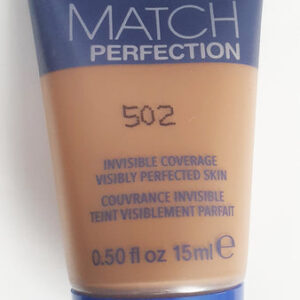 MATCH
PERFECTION
502
INVISIBLE COVERAGE
VISIBLY PERFECTED SKIN
COUVRANCE INVISIBLE
TEINT VISIBLEMENT PARFAIT
0.50 fl oz 15ml ℮